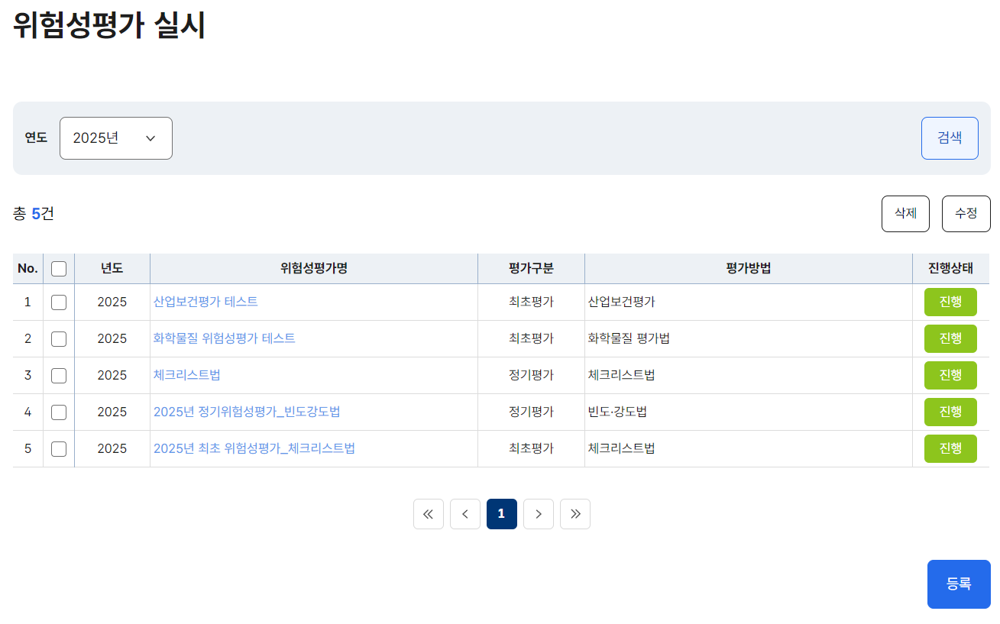 위험성평가 실시
연도 2025년 검색
총 5건 삭제 수정
No. 년도 위험성평가명 평가구분 평가방법 진행상태
1 2025 산업보건평가 테스트 최초평가 산업보건평가 진행
2 2025 화학물질 위험성평가 테스트 최초평가 화학물질 평가법 진행
3 2025 체크리스트법 정기평가 체크리스트법 진행
4 2025 2025년 정기위험성평가_빈도강도법 정기평가 빈도·강도법 진행
5 2025 2025년 최초 위험성평가_체크리스트법 최초평가 체크리스트법 진행
1
등록